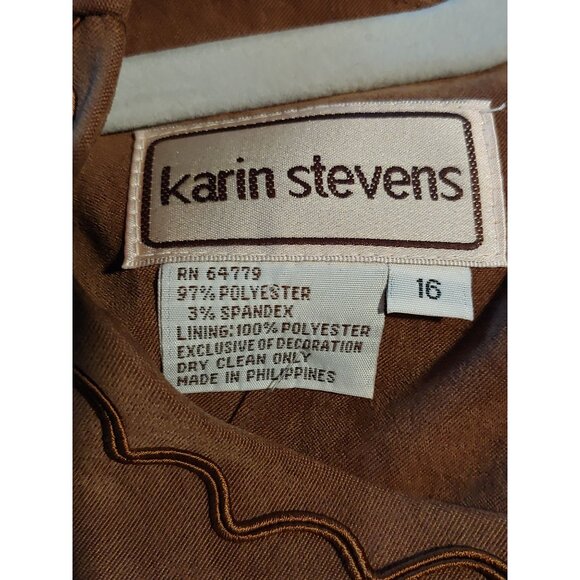 karin stevens
RN 64779
97% POLYESTER
3% SPANDEX
LINING:100% POLYESTER
EXCLUSIVE OF DECORATION
DRY CLEAN ONLY
MADE IN PHILIPPINES
16